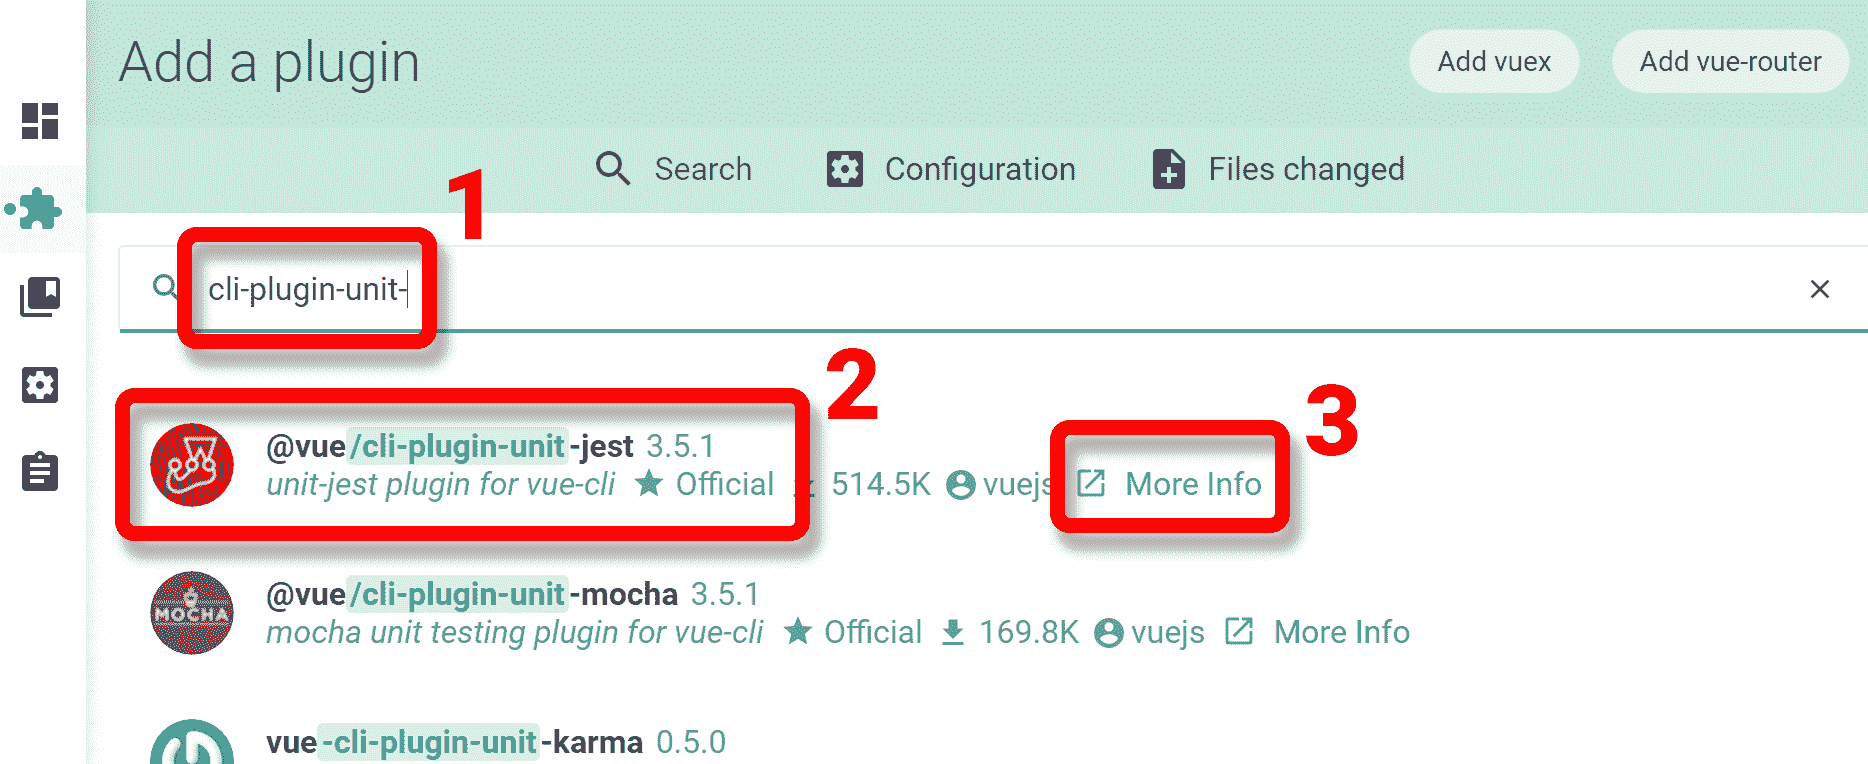 Add a plugin
Add vuex
Add vue-router
Search
Configuration
Files changed
1
cli-plugin-unit-
2
3
@vue/cli-plugin-unit-jest 3.5.1
unit-jest plugin for vue-cli ★ Official 514.5K vuejs More Info
MOCHA
@vue/cli-plugin-unit-mocha 3.5.1
mocha unit testing plugin for vue-cli ★ Official 169.8K vuejs More Info
vue-cli-plugin-unit-karma 0.5.0